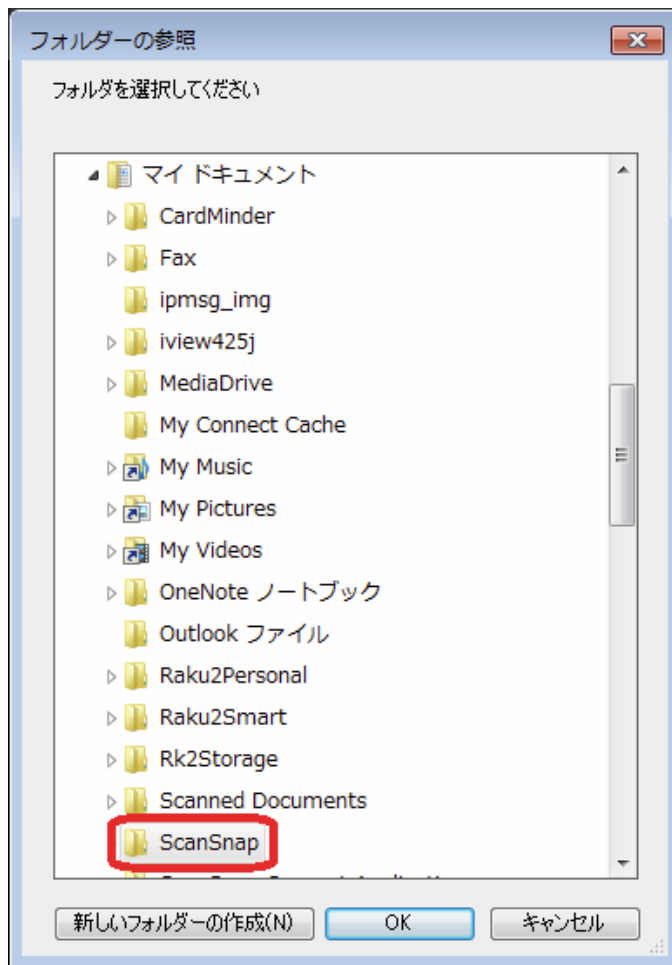 フォルダーの参照
フォルダを選択してください
マイ ドキュメント
CardMinder
Fax
ipmsg_img
iview425j
MediaDrive
My Connect Cache
My Music
My Pictures
My Videos
OneNote ノートブック
Outlook ファイル
Raku2Personal
Raku2Smart
Rk2Storage
Scanned Documents
ScanSnap
新しいフォルダーの作成(N)
OK
キャンセル